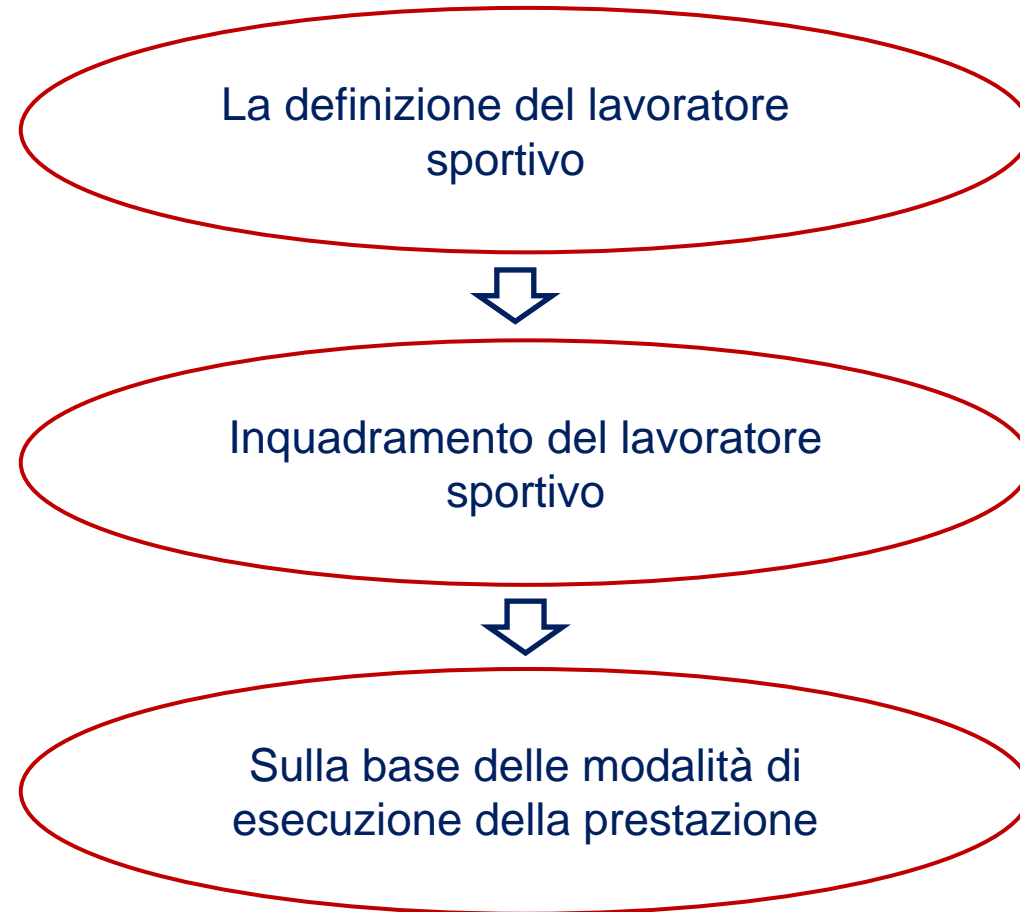 La definizione del lavoratore
sportivo
Inquadramento del lavoratore
sportivo
Sulla base delle modalità di
esecuzione della prestazione